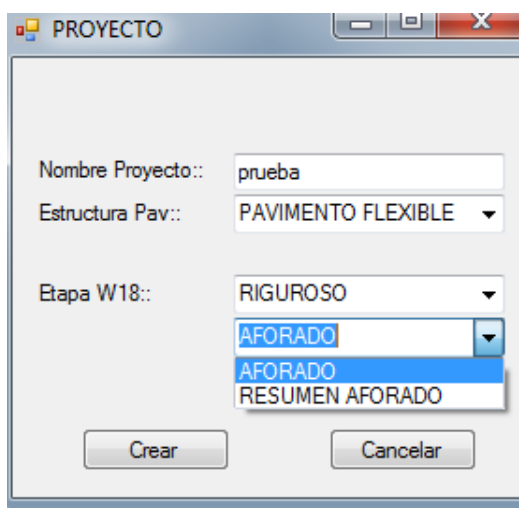 PROYECTO
Nombre Proyecto:: prueba
Estructura Pav:: PAVIMENTO FLEXIBLE
Etapa W18:: RIGUROSO
AFORADO
AFORADO
RESUMEN AFORADO
Crear Cancelar